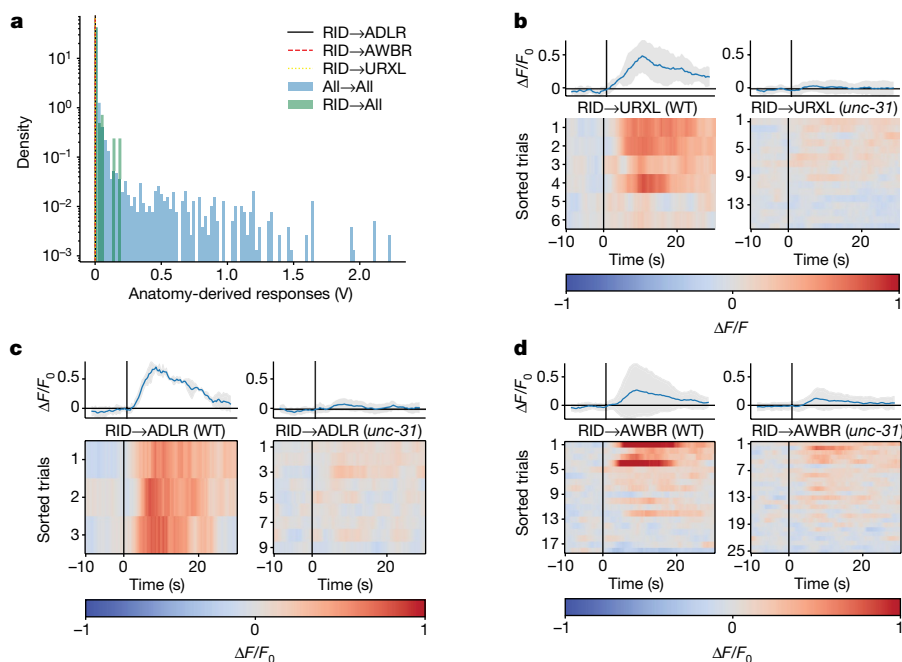 a
RID→ADLR
RID→AWBR
RID→URXL
All→All
RID→All
Density
10¹
10⁰
10⁻¹
10⁻²
10⁻³
0
0.5
1.0
1.5
2.0
Anatomy-derived responses (V)
b
ΔF/F₀
0.5
0
RID→URXL (WT)
RID→URXL (unc-31)
Sorted trials
1
2
3
4
5
6
1
5
9
13
−10 0 20
−10 0 20
Time (s)
Time (s)
−1 0 1
ΔF/F
c
ΔF/F₀
0.5
0
0.5
0
RID→ADLR (WT)
RID→ADLR (unc-31)
Sorted trials
1
2
3
1
3
5
7
9
−10 0 20
−10 0 20
Time (s)
Time (s)
−1 0 1
ΔF/F₀
d
0.5
0
0.5
0
RID→AWBR (WT)
RID→AWBR (unc-31)
Sorted trials
1
5
9
13
17
1
7
13
19
25
−10 0 20
−10 0 20
Time (s)
Time (s)
−1 0 1
ΔF/F₀